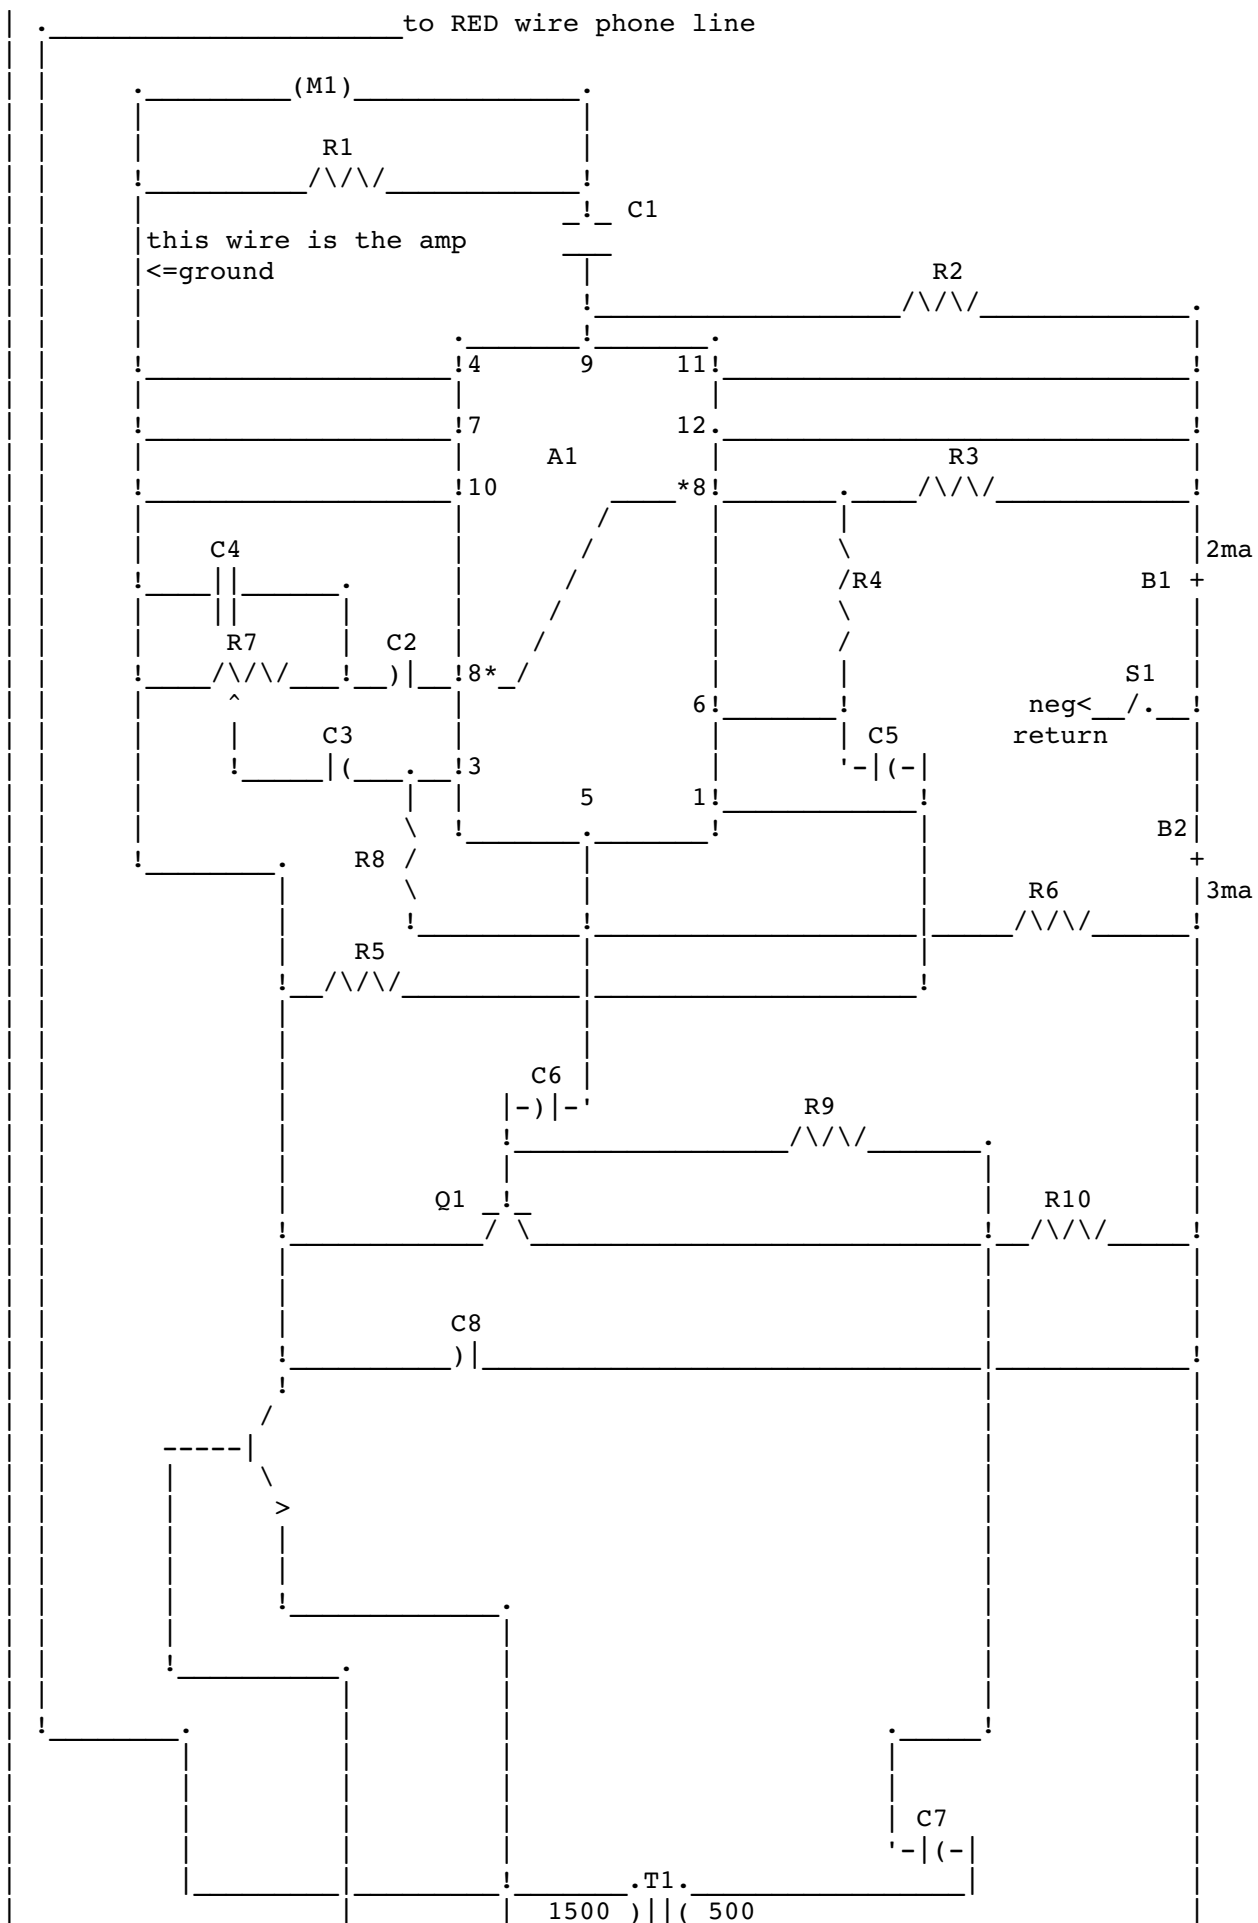 to RED wire phone line
(M1)
R1
C1
this wire is the amp
<=ground
R2
4 9 11
7 12
A1 R3
10 *8
C4 2ma
R4 B1 +
R7 C2
8* S1
6 neg<
C3 C5 return
3
5 1
B2
R8 +
R6 3ma
R5
C6
R9
Q1 R10
C8
C7
T1
1500 500